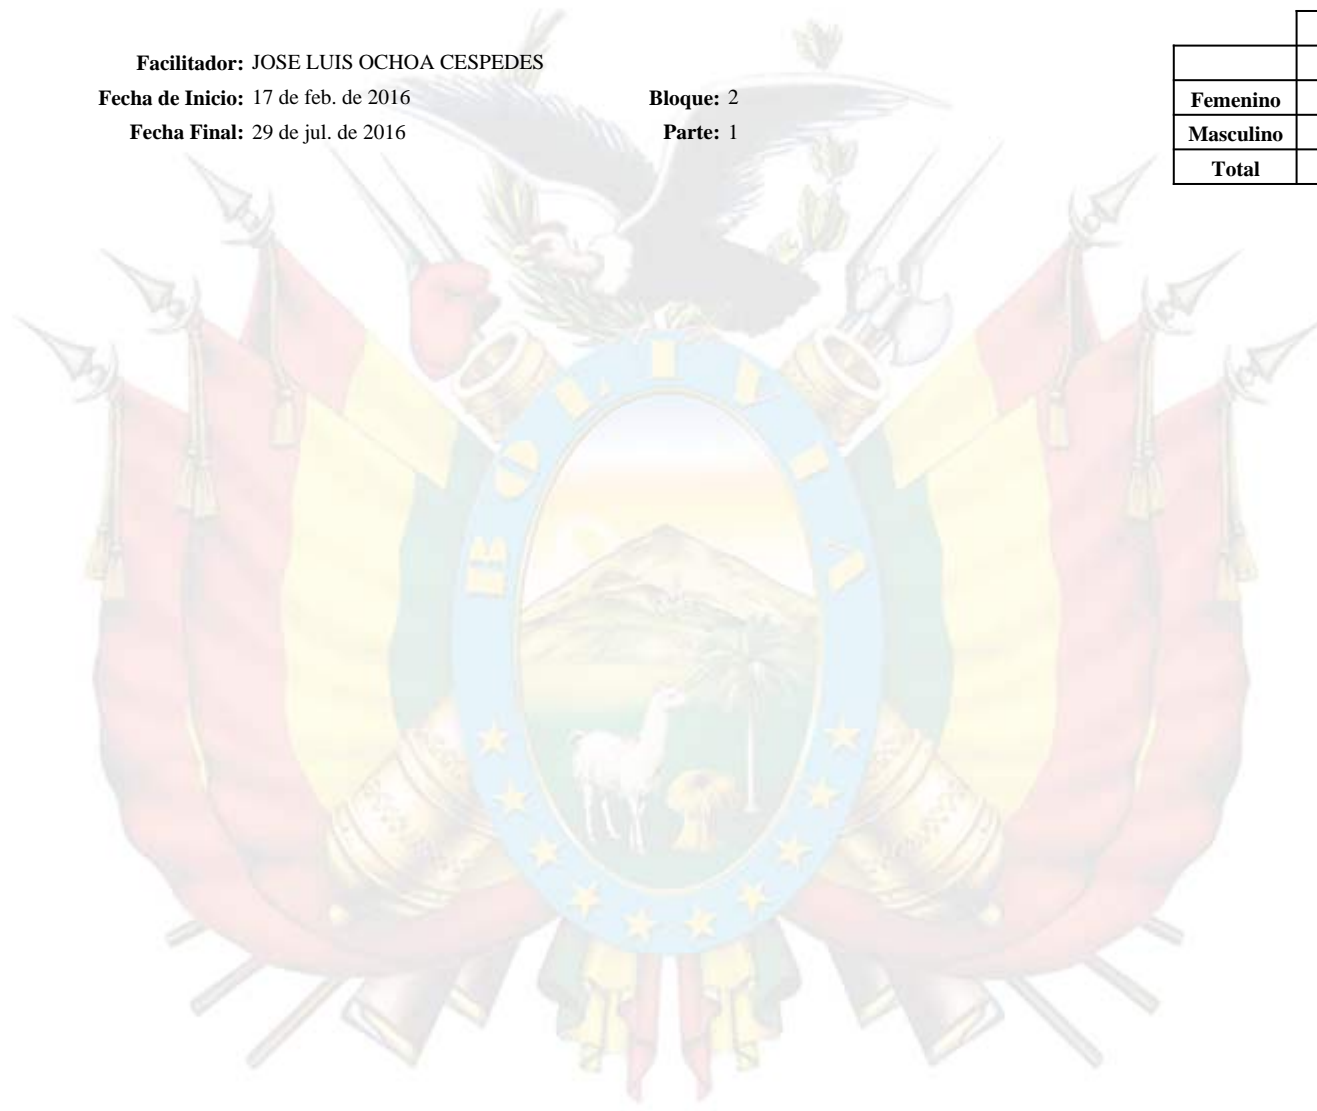 Facilitador: JOSE LUIS OCHOA CESPEDES
Fecha de Inicio: 17 de feb. de 2016 Bloque: 2
Fecha Final: 29 de jul. de 2016 Parte: 1
Femenino
Masculino
Total
BOLIVIA